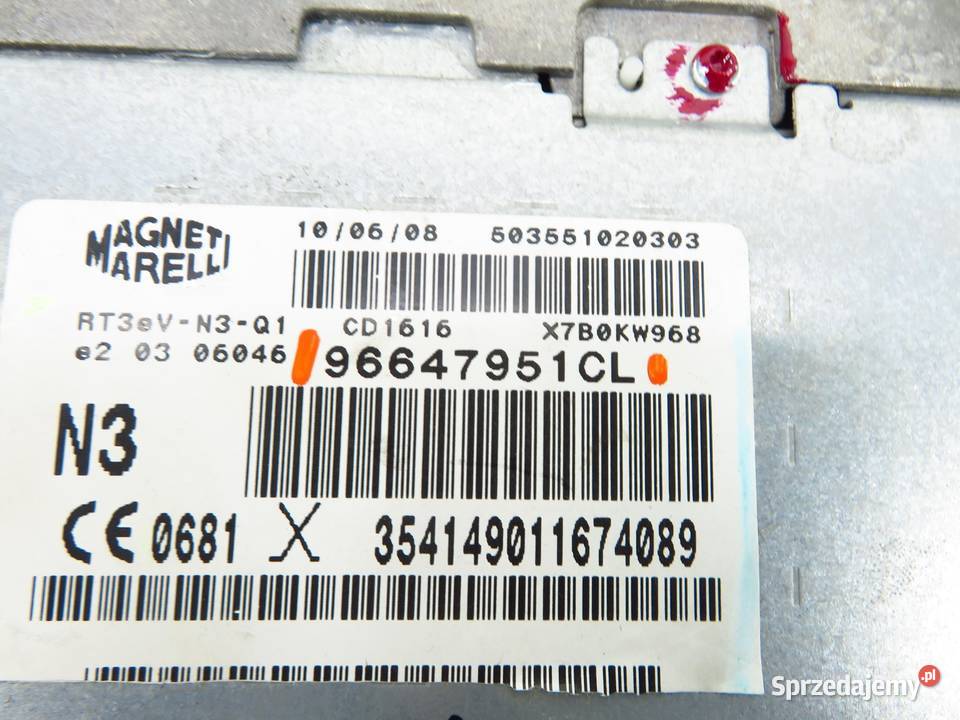 MAGNETI
MARELLI
10/06/08 503551020303
RT3eV-N3-Q1 CD1616 X7B0KW968
e2 03 06046 96647951CL
N3
CE 0681 X 354149011674089
Sprzedajemy.pl